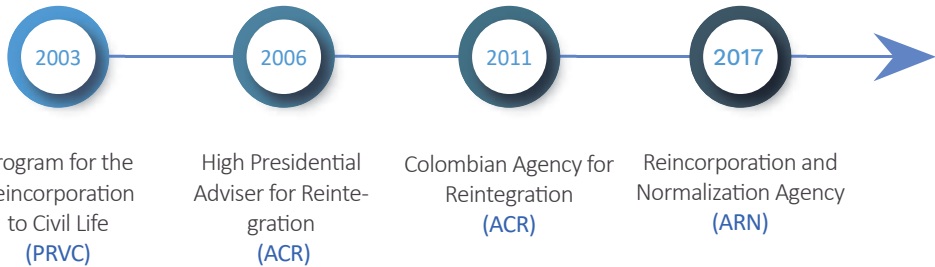 2003
2006
2011
2017
rogram for the
eincorporation
to Civil Life
(PRVC)
High Presidential
Adviser for Reinte-
gration
(ACR)
Colombian Agency for
Reintegration
(ACR)
Reincorporation and
Normalization Agency
(ARN)